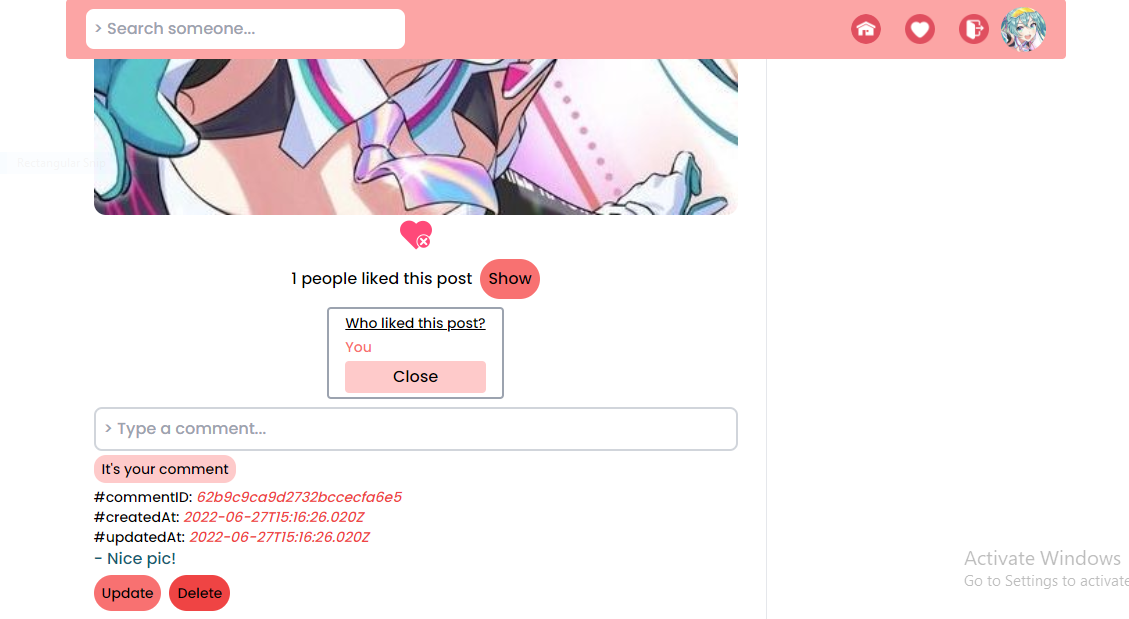 > Search someone...
Rectangular Snip
1 people liked this post Show
Who liked this post?
You
Close
> Type a comment...
It's your comment
#commentID: 62b9c9ca9d2732bccecfa6e5
#createdAt: 2022-06-27T15:16:26.020Z
#updatedAt: 2022-06-27T15:16:26.020Z
- Nice pic!
Update Delete
Activate Windows
Go to Settings to activate